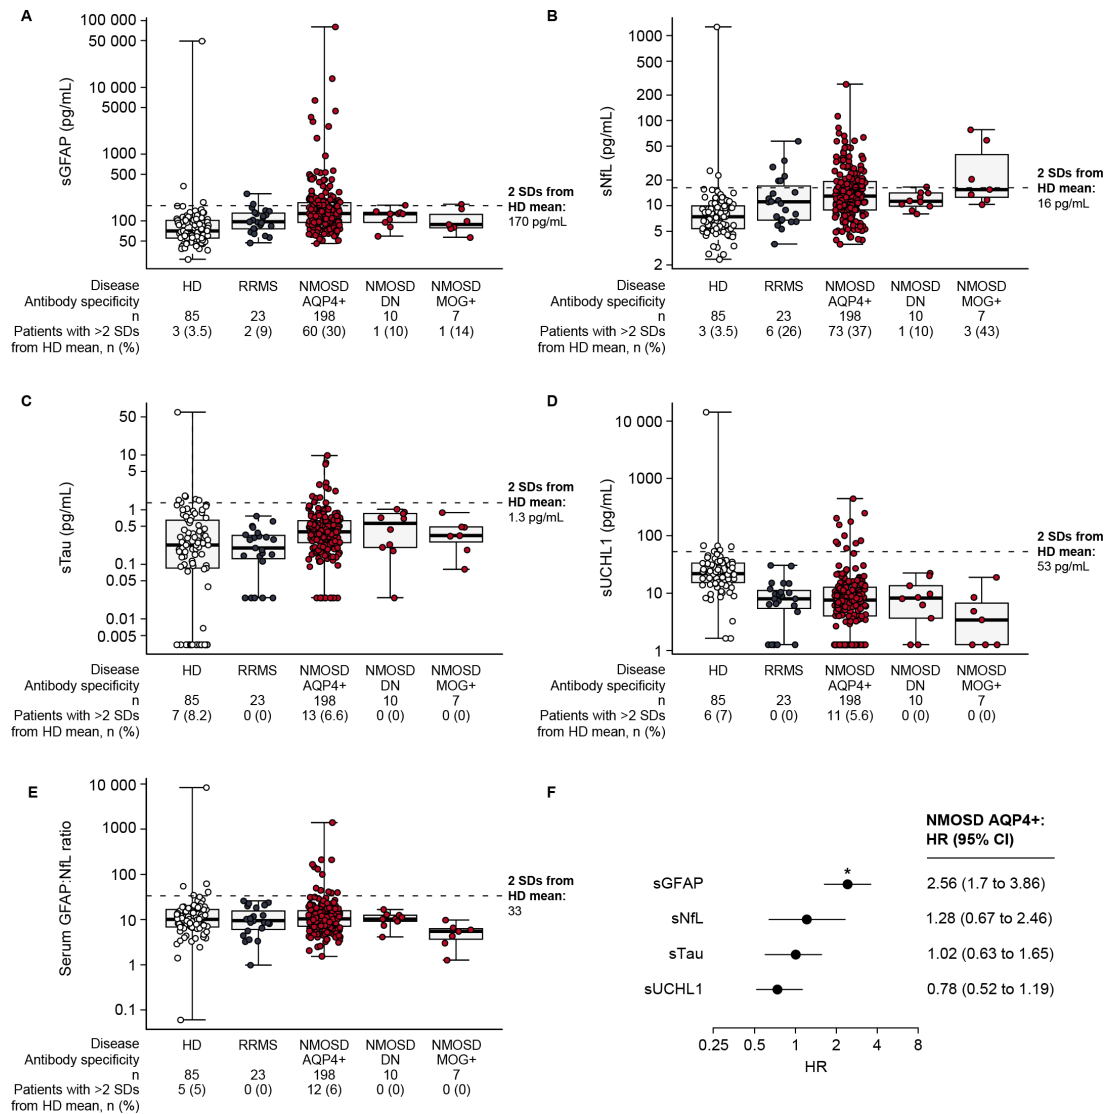 A
sGFAP (pg/mL)
100 000
50 000
10 000
5000
1000
500
100
50
2 SDs from
HD mean:
170 pg/mL
Disease HD RRMS NMOSD NMOSD NMOSD
Antibody specificity AQP4+ DN MOG+
n 85 23 198 10 7
Patients with >2 SDs 3 (3.5) 2 (9) 60 (30) 1 (10) 1 (14)
from HD mean, n (%)
B
sNfL (pg/mL)
1000
500
200
100
50
20
10
5
2
2 SDs from
HD mean:
16 pg/mL
Disease HD RRMS NMOSD NMOSD NMOSD
Antibody specificity AQP4+ DN MOG+
n 85 23 198 10 7
Patients with >2 SDs 3 (3.5) 6 (26) 73 (37) 1 (10) 3 (43)
from HD mean, n (%)
C
sTau (pg/mL)
50
10
5
1
0.5
0.1
0.05
0.01
0.005
2 SDs from
HD mean:
1.3 pg/mL
Disease HD RRMS NMOSD NMOSD NMOSD
Antibody specificity AQP4+ DN MOG+
n 85 23 198 10 7
Patients with >2 SDs 7 (8.2) 0 (0) 13 (6.6) 0 (0) 0 (0)
from HD mean, n (%)
D
sUCHL1 (pg/mL)
10 000
1000
100
10
1
2 SDs from
HD mean:
53 pg/mL
Disease HD RRMS NMOSD NMOSD NMOSD
Antibody specificity AQP4+ DN MOG+
n 85 23 198 10 7
Patients with >2 SDs 6 (7) 0 (0) 11 (5.6) 0 (0) 0 (0)
from HD mean, n (%)
E
Serum GFAP:NfL ratio
10 000
1000
100
10
1
0.1
2 SDs from
HD mean:
33
Disease HD RRMS NMOSD NMOSD NMOSD
Antibody specificity AQP4+ DN MOG+
n 85 23 198 10 7
Patients with >2 SDs 5 (5) 0 (0) 12 (6) 0 (0) 0 (0)
from HD mean, n (%)
F
NMOSD AQP4+:
HR (95% CI)
*
sGFAP 2.56 (1.7 to 3.86)
sNfL 1.28 (0.67 to 2.46)
sTau 1.02 (0.63 to 1.65)
sUCHL1 0.78 (0.52 to 1.19)
0.25 0.5 1 2 4 8
HR